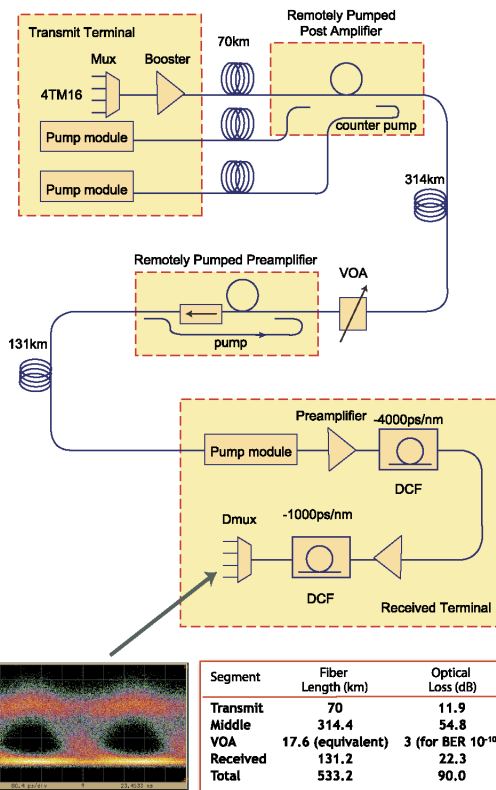 Remotely Pumped
Post Amplifier
Transmit Terminal
70km
Mux
Booster
4TM16
Pump module
counter pump
Pump module
314km
Remotely Pumped Preamplifier
VOA
pump
131km
Preamplifier
-4000ps/nm
Pump module
DCF
Dmux
-1000ps/nm
DCF
Received Terminal
Segment Fiber Length (km) Optical Loss (dB)
Transmit 70 11.9
Middle 314.4 54.8
VOA 17.6 (equivalent) 3 (for BER 10⁻¹⁰
Received 131.2 22.3
Total 533.2 90.0